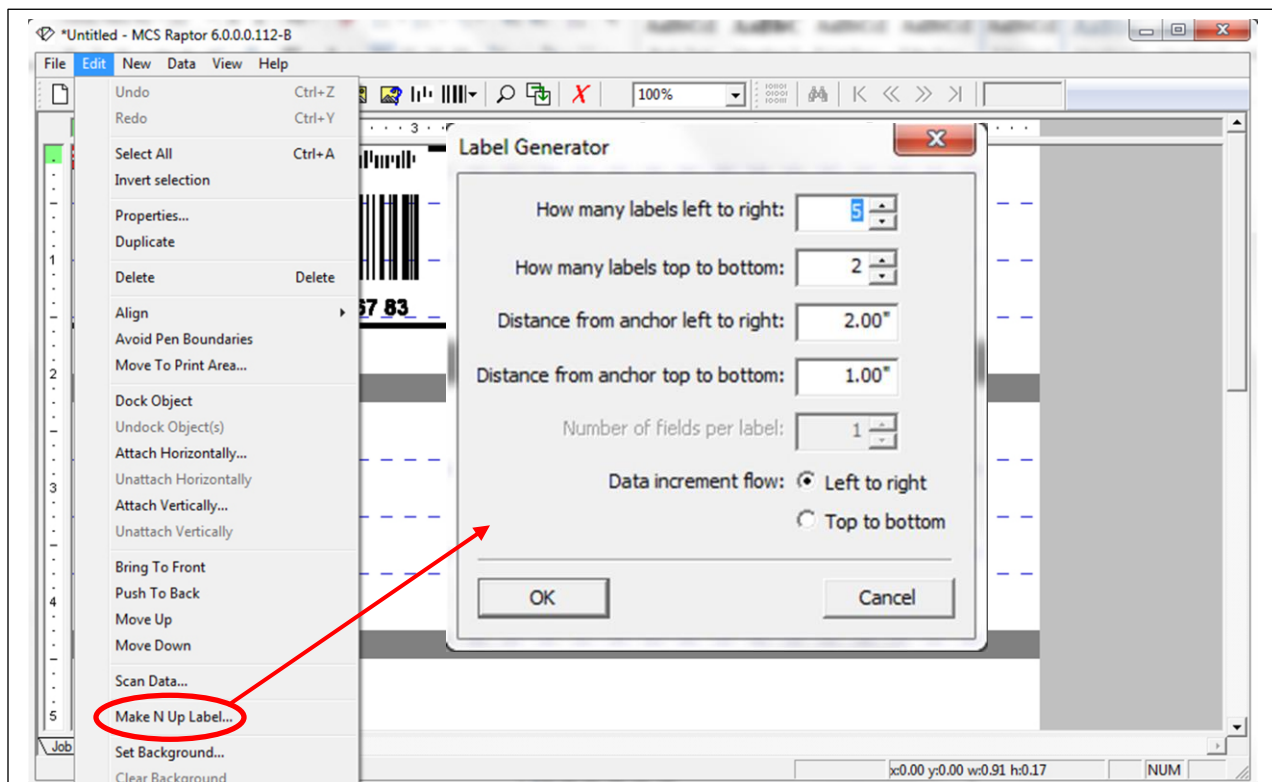 *Untitled - MCS Raptor 6.0.0.0.112-B
File Edit New Data View Help
100%
Undo Ctrl+Z
Redo Ctrl+Y
Select All Ctrl+A
Invert selection
Properties...
Duplicate
Delete Delete
Align
Avoid Pen Boundaries
Move To Print Area...
Dock Object
Undock Object(s)
Attach Horizontally...
Unattach Horizontally
Attach Vertically...
Unattach Vertically
Bring To Front
Push To Back
Move Up
Move Down
Scan Data...
Make N Up Label...
Set Background...
Clear Background
3
1
2
3
4
5
67 83
Label Generator
How many labels left to right: 5
How many labels top to bottom: 2
Distance from anchor left to right: 2.00"
Distance from anchor top to bottom: 1.00"
Number of fields per label: 1
Data increment flow: Left to right
Top to bottom
OK Cancel
Job
x:0.00 y:0.00 w:0.91 h:0.17 NUM